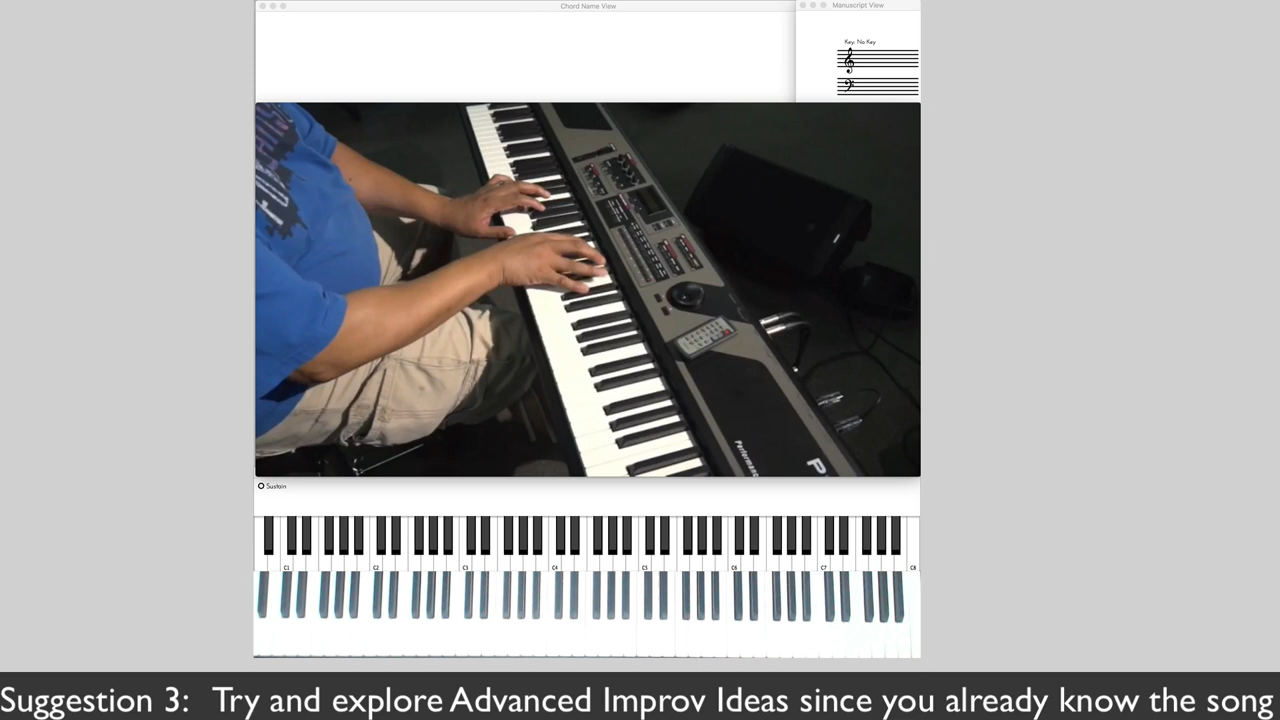 Chord Name View
Manuscript View
Key: No Key
Performanc
P
Sustain
C1 C2 C3 C4 C5 C6 C7 C8
Suggestion 3: Try and explore Advanced Improv Ideas since you already know the song